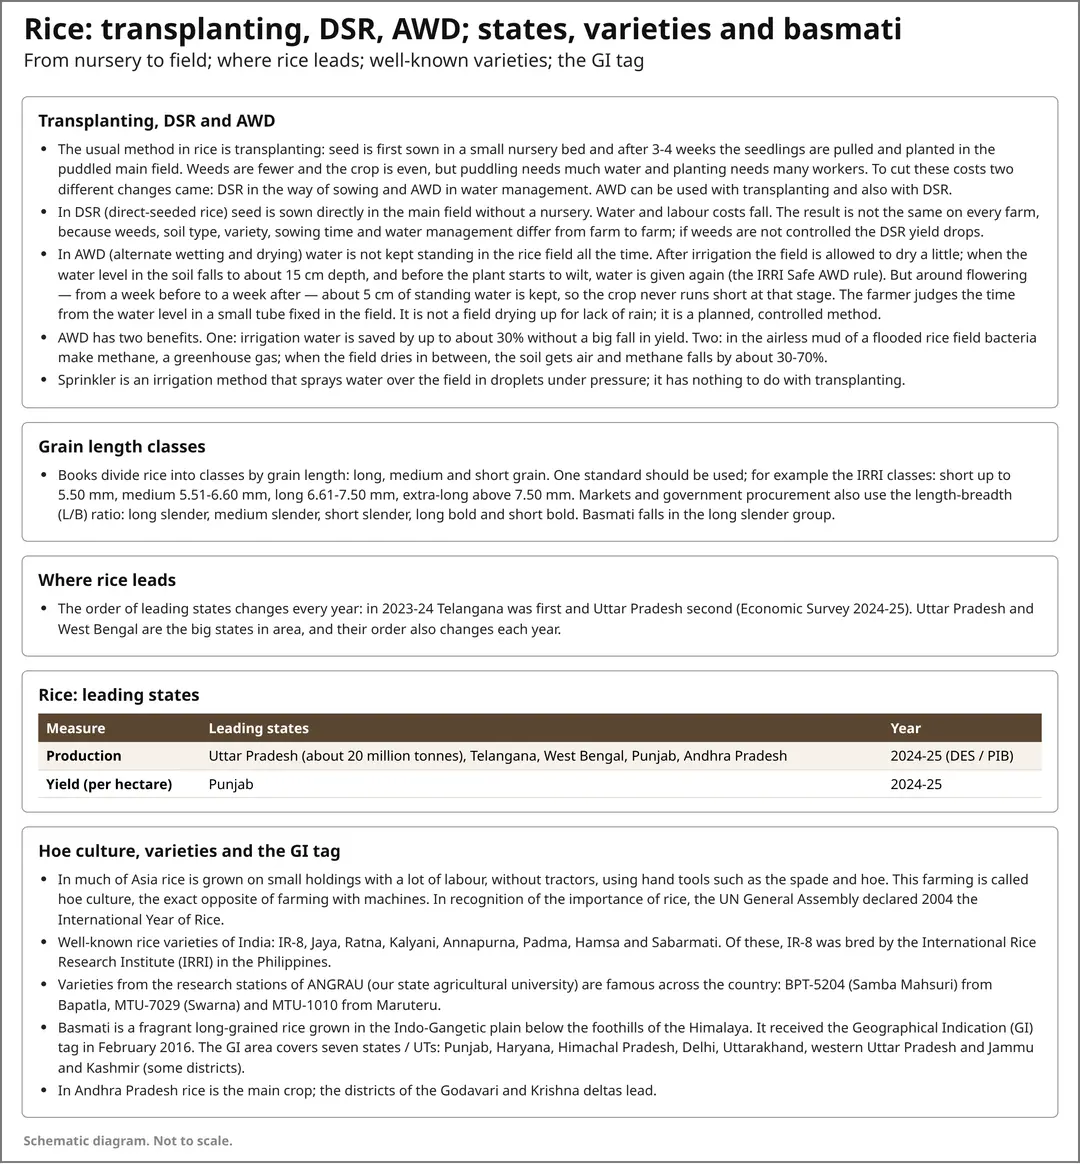 Rice: transplanting, DSR, AWD; states, varieties and basmati
From nursery to field; where rice leads; well-known varieties; the GI tag
Transplanting, DSR and AWD
• The usual method in rice is transplanting: seed is first sown in a small nursery bed and after 3-4 weeks the seedlings are pulled and planted in the
puddled main field. Weeds are fewer and the crop is even, but puddling needs much water and planting needs many workers. To cut these costs two
different changes came: DSR in the way of sowing and AWD in water management. AWD can be used with transplanting and also with DSR.
• In DSR (direct-seeded rice) seed is sown directly in the main field without a nursery. Water and labour costs fall. The result is not the same on every farm,
because weeds, soil type, variety, sowing time and water management differ from farm to farm; if weeds are not controlled the DSR yield drops.
• In AWD (alternate wetting and drying) water is not kept standing in the rice field all the time. After irrigation the field is allowed to dry a little; when the
water level in the soil falls to about 15 cm depth, and before the plant starts to wilt, water is given again (the IRRI Safe AWD rule). But around flowering
— from a week before to a week after — about 5 cm of standing water is kept, so the crop never runs short at that stage. The farmer judges the time
from the water level in a small tube fixed in the field. It is not a field drying up for lack of rain; it is a planned, controlled method.
• AWD has two benefits. One: irrigation water is saved by up to about 30% without a big fall in yield. Two: in the airless mud of a flooded rice field bacteria
make methane, a greenhouse gas; when the field dries in between, the soil gets air and methane falls by about 30-70%.
• Sprinkler is an irrigation method that sprays water over the field in droplets under pressure; it has nothing to do with transplanting.
Grain length classes
• Books divide rice into classes by grain length: long, medium and short grain. One standard should be used; for example the IRRI classes: short up to
5.50 mm, medium 5.51-6.60 mm, long 6.61-7.50 mm, extra-long above 7.50 mm. Markets and government procurement also use the length-breadth
(L/B) ratio: long slender, medium slender, short slender, long bold and short bold. Basmati falls in the long slender group.
Where rice leads
• The order of leading states changes every year: in 2023-24 Telangana was first and Uttar Pradesh second (Economic Survey 2024-25). Uttar Pradesh and
West Bengal are the big states in area, and their order also changes each year.
Rice: leading states
Measure Leading states Year
Production Uttar Pradesh (about 20 million tonnes), Telangana, West Bengal, Punjab, Andhra Pradesh 2024-25 (DES / PIB)
Yield (per hectare) Punjab 2024-25
Hoe culture, varieties and the GI tag
• In much of Asia rice is grown on small holdings with a lot of labour, without tractors, using hand tools such as the spade and hoe. This farming is called
hoe culture, the exact opposite of farming with machines. In recognition of the importance of rice, the UN General Assembly declared 2004 the
International Year of Rice.
• Well-known rice varieties of India: IR-8, Jaya, Ratna, Kalyani, Annapurna, Padma, Hamsa and Sabarmati. Of these, IR-8 was bred by the International Rice
Research Institute (IRRI) in the Philippines.
• Varieties from the research stations of ANGRAU (our state agricultural university) are famous across the country: BPT-5204 (Samba Mahsuri) from
Bapatla, MTU-7029 (Swarna) and MTU-1010 from Maruteru.
• Basmati is a fragrant long-grained rice grown in the Indo-Gangetic plain below the foothills of the Himalaya. It received the Geographical Indication (GI)
tag in February 2016. The GI area covers seven states / UTs: Punjab, Haryana, Himachal Pradesh, Delhi, Uttarakhand, western Uttar Pradesh and Jammu
and Kashmir (some districts).
• In Andhra Pradesh rice is the main crop; the districts of the Godavari and Krishna deltas lead.
Schematic diagram. Not to scale.